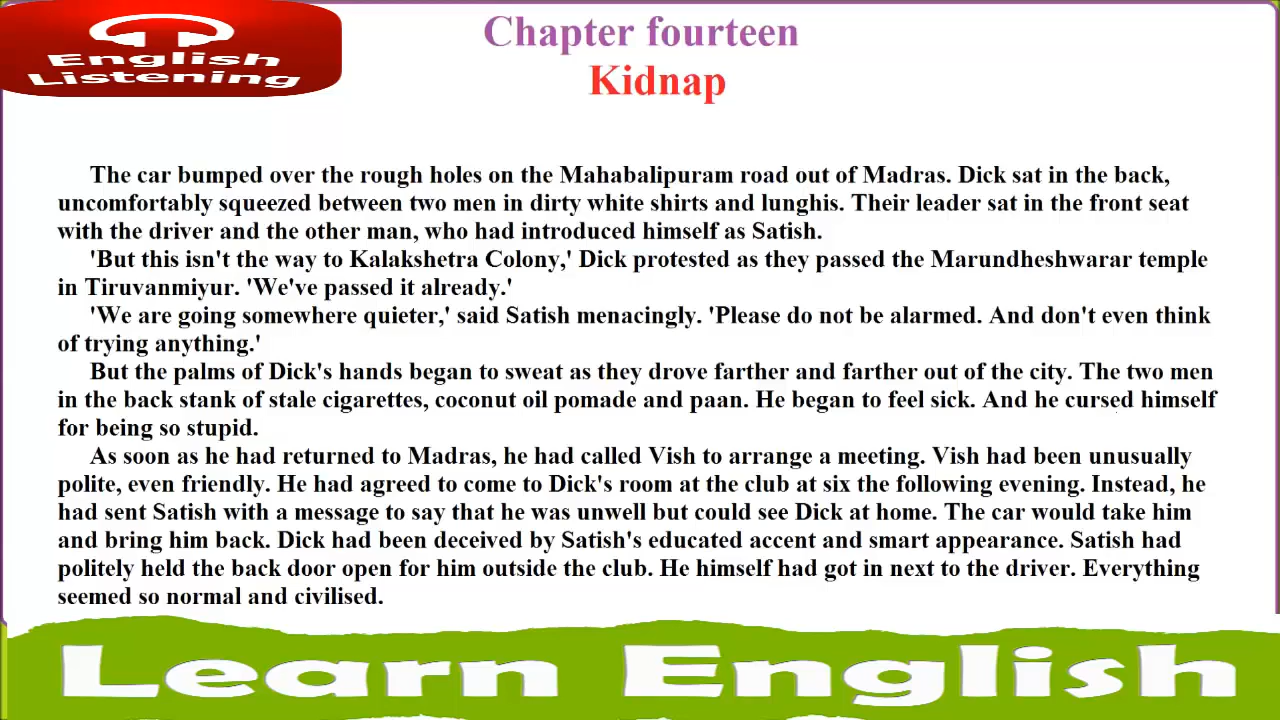 English
Listening
Chapter fourteen
Kidnap
The car bumped over the rough holes on the Mahabalipuram road out of Madras. Dick sat in the back,
uncomfortably squeezed between two men in dirty white shirts and lunghis. Their leader sat in the front seat
with the driver and the other man, who had introduced himself as Satish.
'But this isn't the way to Kalakshetra Colony,' Dick protested as they passed the Marundheshwarar temple
in Tiruvanmiyur. 'We've passed it already.'
'We are going somewhere quieter,' said Satish menacingly. 'Please do not be alarmed. And don't even think
of trying anything.'
But the palms of Dick's hands began to sweat as they drove farther and farther out of the city. The two men
in the back stank of stale cigarettes, coconut oil pomade and paan. He began to feel sick. And he cursed himself
for being so stupid.
As soon as he had returned to Madras, he had called Vish to arrange a meeting. Vish had been unusually
polite, even friendly. He had agreed to come to Dick's room at the club at six the following evening. Instead, he
had sent Satish with a message to say that he was unwell but could see Dick at home. The car would take him
and bring him back. Dick had been deceived by Satish's educated accent and smart appearance. Satish had
politely held the back door open for him outside the club. He himself had got in next to the driver. Everything
seemed so normal and civilised.
Learn English